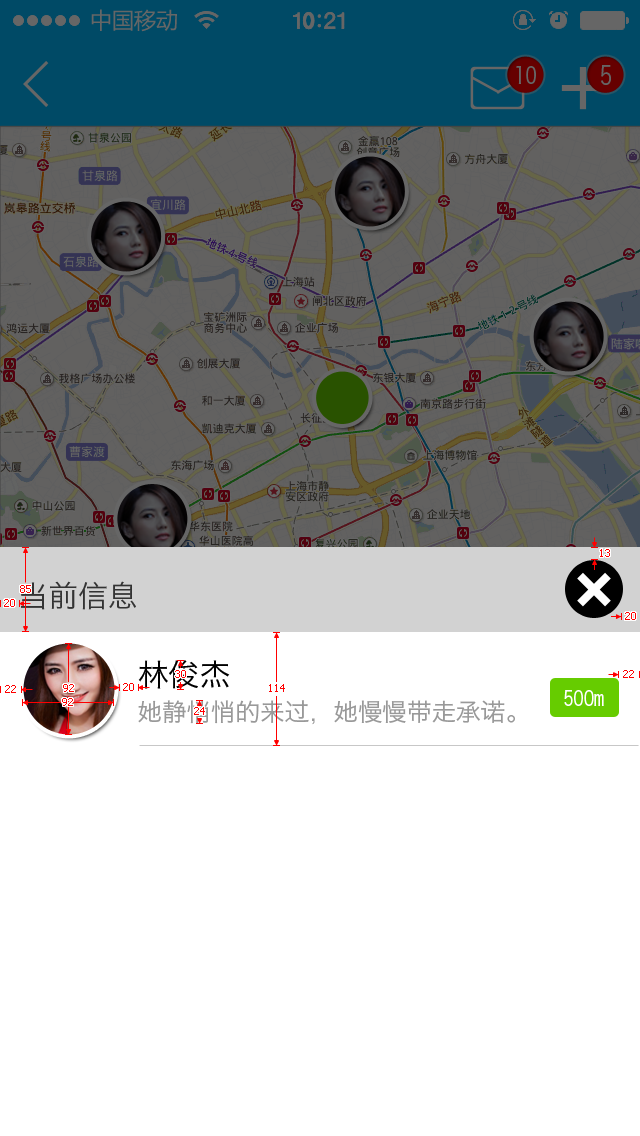 中国移动
10:21
10
5
甘泉公园
金赢108
创意广场
方舟大厦
甘泉路
宜川路
岚皋路立交桥
中山北路
石泉路
地铁4号线
上海站
闸北区政府
海宁路
宝矿洲际
商务中心
企业广场
地铁1-2号线
鸿运大厦
创展大厦
我格广场办公楼
东银大厦
和一大厦
南京路步行街
凯迪克大厦
曹家渡
东海广场
上海博物馆
大厦
上海市静
安区政府
中山公园
企业天地
新世界百货
华东医院
华山医院
复兴公园
13
85
20
当前信息
20
林俊杰
30
22
92
20
22
92
114
500m
她静悄悄的来过，她慢慢带走承诺。
24